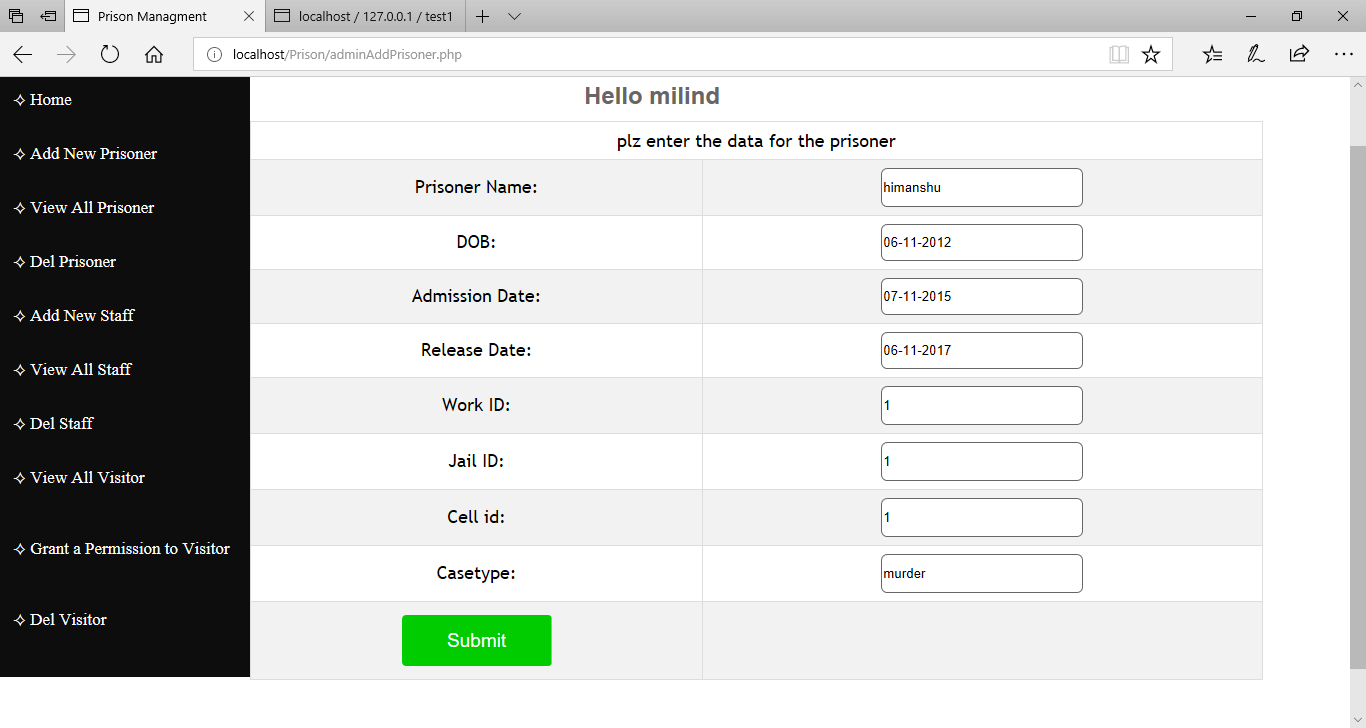 Prison Managment
localhost / 127.0.0.1 / test1
localhost/Prison/adminAddPrisoner.php
Home
Add New Prisoner
View All Prisoner
Del Prisoner
Add New Staff
View All Staff
Del Staff
View All Visitor
Grant a Permission to Visitor
Del Visitor
Hello milind
plz enter the data for the prisoner
Prisoner Name: himanshu
DOB: 06-11-2012
Admission Date: 07-11-2015
Release Date: 06-11-2017
Work ID: 1
Jail ID: 1
Cell id: 1
Casetype: murder
Submit